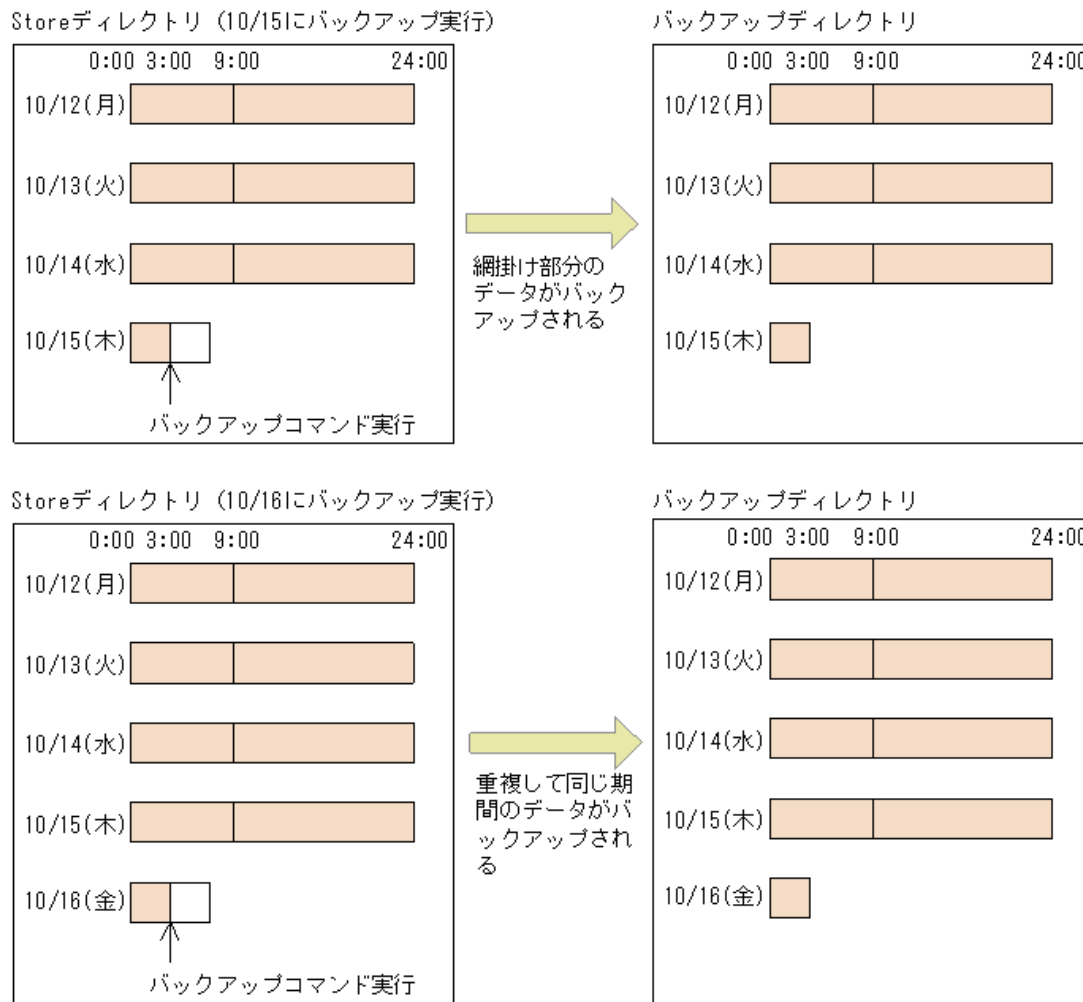 Storeディレクトリ（10/15にバックアップ実行）
0:00 3:00 9:00 24:00
10/12(月)
10/13(火)
10/14(水)
10/15(木)
バックアップコマンド実行
網掛け部分の
データがバック
アップされる
バックアップディレクトリ
0:00 3:00 9:00 24:00
10/12(月)
10/13(火)
10/14(水)
10/15(木)
Storeディレクトリ（10/16にバックアップ実行）
0:00 3:00 9:00 24:00
10/12(月)
10/13(火)
10/14(水)
10/15(木)
10/16(金)
バックアップコマンド実行
重複して同じ期
間のデータがバ
ックアップされ
る
バックアップディレクトリ
0:00 3:00 9:00 24:00
10/12(月)
10/13(火)
10/14(水)
10/15(木)
10/16(金)